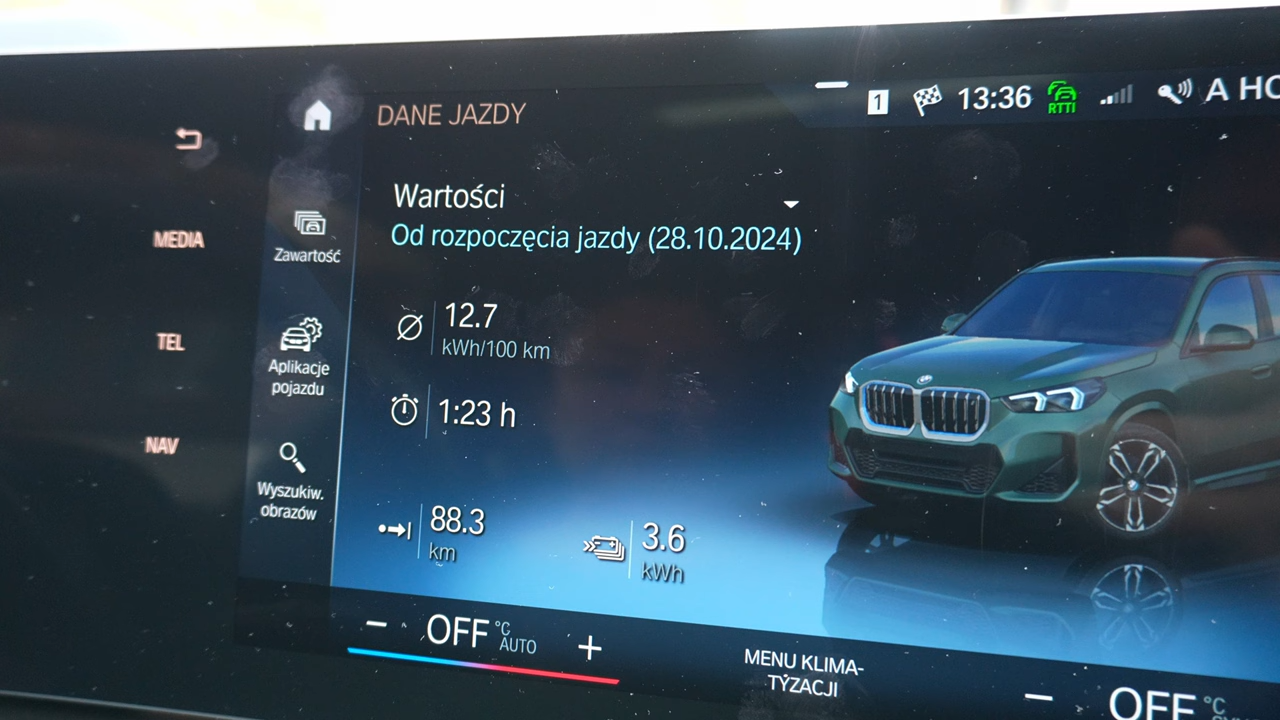 DANE JAZDY
1
13:36
RTTI
A HO
MEDIA
TEL
NAV
Zawartość
Aplikacje
pojazdu
Wyszukiw.
obrazów
Wartości
Od rozpoczęcia jazdy (28.10.2024)
12.7
kWh/100 km
1:23 h
88.3
km
3.6
kWh
− OFF °C
AUTO
+
MENU KLIMA-
TYZACJI
− OFF °C